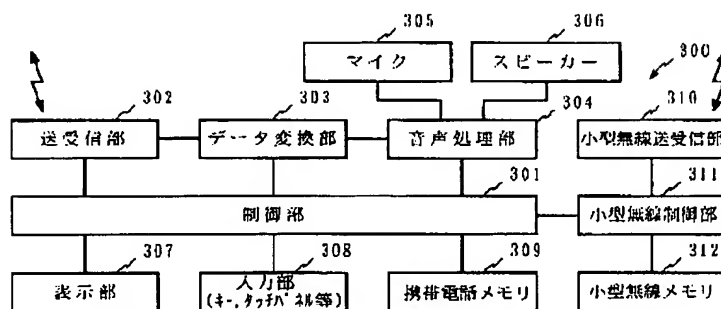 305
306
マイク
スピーカー
300
302
303
304
310
送受信部
データ変換部
音声処理部
小型無線送受信部
301
311
制御部
小型無線制御部
307
308
309
312
表示部
入力部
(キー,タッチパネル等)
携帯電話メモリ
小型無線メモリ